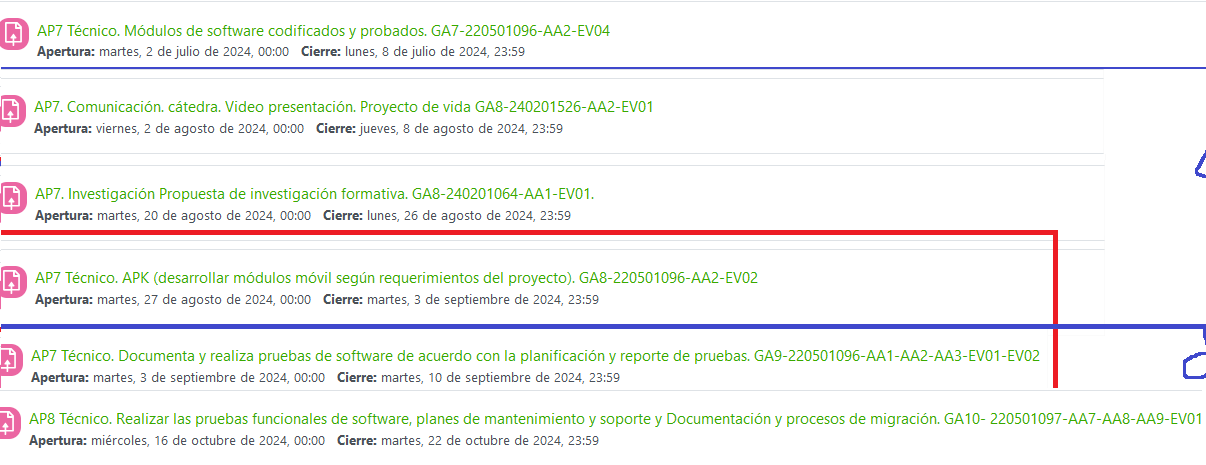 AP7 Técnico. Módulos de software codificados y probados. GA7-220501096-AA2-EV04
Apertura: martes, 2 de julio de 2024, 00:00 Cierre: lunes, 8 de julio de 2024, 23:59
AP7. Comunicación. cátedra. Video presentación. Proyecto de vida GA8-240201526-AA2-EV01
Apertura: viernes, 2 de agosto de 2024, 00:00 Cierre: jueves, 8 de agosto de 2024, 23:59
AP7. Investigación Propuesta de investigación formativa. GA8-240201064-AA1-EV01.
Apertura: martes, 20 de agosto de 2024, 00:00 Cierre: lunes, 26 de agosto de 2024, 23:59
AP7 Técnico. APK (desarrollar módulos móvil según requerimientos del proyecto). GA8-220501096-AA2-EV02
Apertura: martes, 27 de agosto de 2024, 00:00 Cierre: martes, 3 de septiembre de 2024, 23:59
AP7 Técnico. Documenta y realiza pruebas de software de acuerdo con la planificación y reporte de pruebas. GA9-220501096-AA1-AA2-AA3-EV01-EV02
Apertura: martes, 3 de septiembre de 2024, 00:00 Cierre: martes, 10 de septiembre de 2024, 23:59
AP8 Técnico. Realizar las pruebas funcionales de software, planes de mantenimiento y soporte y Documentación y procesos de migración. GA10- 220501097-AA7-AA8-AA9-EV01
Apertura: miércoles, 16 de octubre de 2024, 00:00 Cierre: martes, 22 de octubre de 2024, 23:59